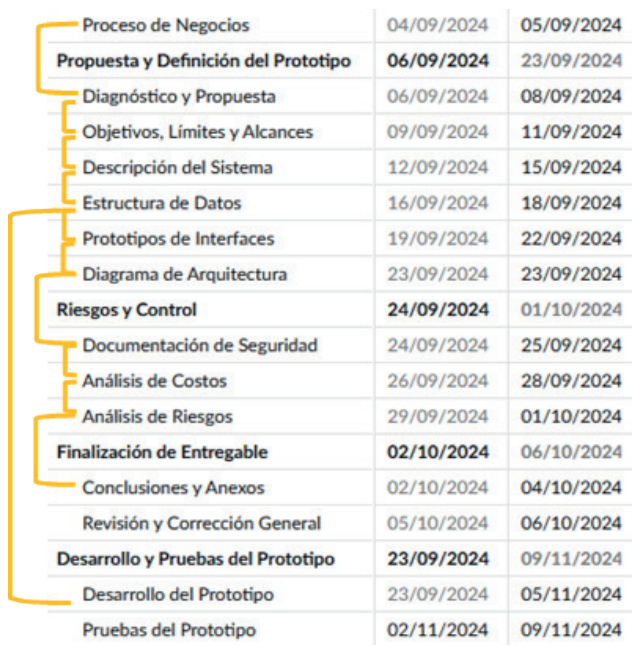 Proceso de Negocios 04/09/2024 05/09/2024
Propuesta y Definición del Prototipo 06/09/2024 23/09/2024
Diagnóstico y Propuesta 06/09/2024 08/09/2024
Objetivos, Límites y Alcances 09/09/2024 11/09/2024
Descripción del Sistema 12/09/2024 15/09/2024
Estructura de Datos 16/09/2024 18/09/2024
Prototipos de Interfaces 19/09/2024 22/09/2024
Diagrama de Arquitectura 23/09/2024 23/09/2024
Riesgos y Control 24/09/2024 01/10/2024
Documentación de Seguridad 24/09/2024 25/09/2024
Análisis de Costos 26/09/2024 28/09/2024
Análisis de Riesgos 29/09/2024 01/10/2024
Finalización de Entregable 02/10/2024 06/10/2024
Conclusiones y Anexos 02/10/2024 04/10/2024
Revisión y Corrección General 05/10/2024 06/10/2024
Desarrollo y Pruebas del Prototipo 23/09/2024 09/11/2024
Desarrollo del Prototipo 23/09/2024 05/11/2024
Pruebas del Prototipo 02/11/2024 09/11/2024